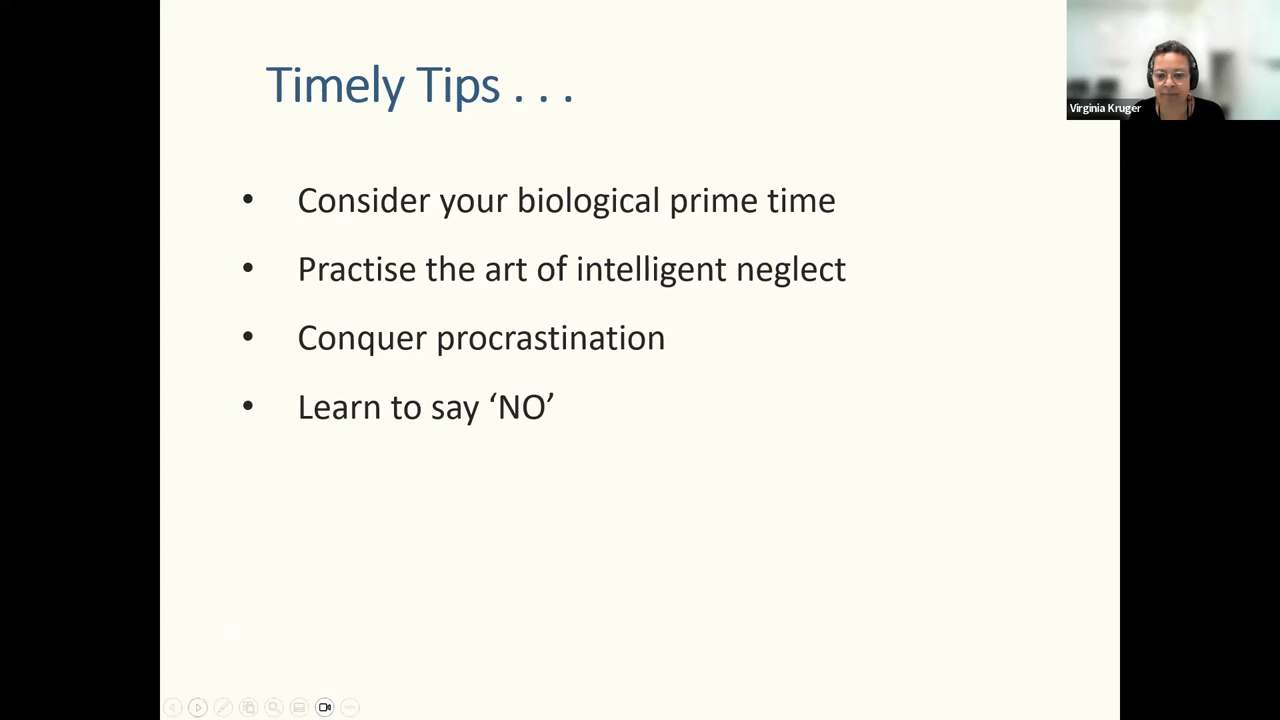 Timely Tips . . .
Virginia Kruger
• Consider your biological prime time
• Practise the art of intelligent neglect
• Conquer procrastination
• Learn to say ‘NO’